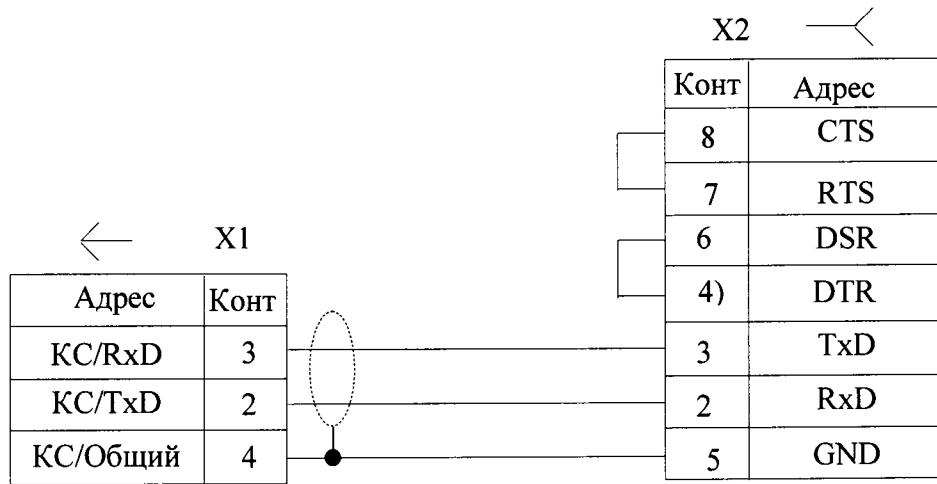 X2
Конт Адрес
8 CTS
7 RTS
6 DSR
4) DTR
3 TxD
2 RxD
5 GND
X1
Адрес Конт
КС/RxD 3
КС/TxD 2
КС/Общий 4